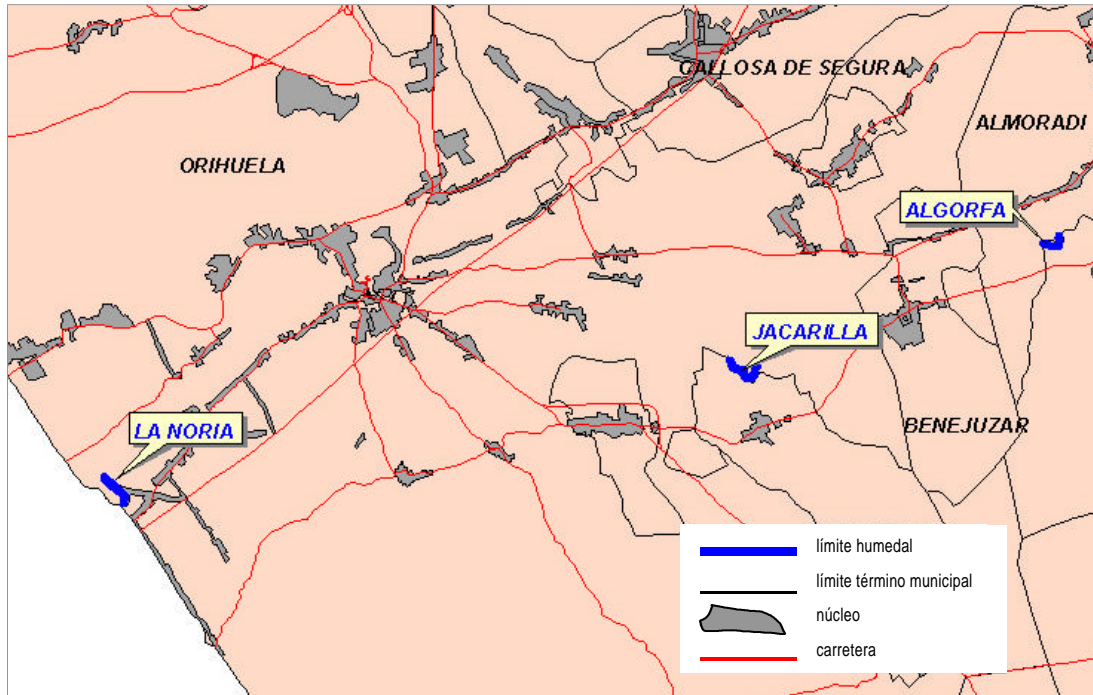 CALLOSA DE SEGURA
ALMORADI
ORIHUELA
ALGORFA
JACARILLA
LA NORIA
BENEJUZAR
límite humedal
límite término municipal
núcleo
carretera